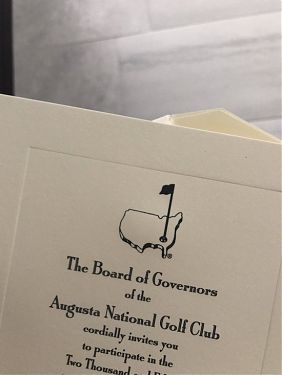 ®
The Board of Governors
of the
Augusta National Golf Club
cordially invites you
to participate in the
Two Thousand and